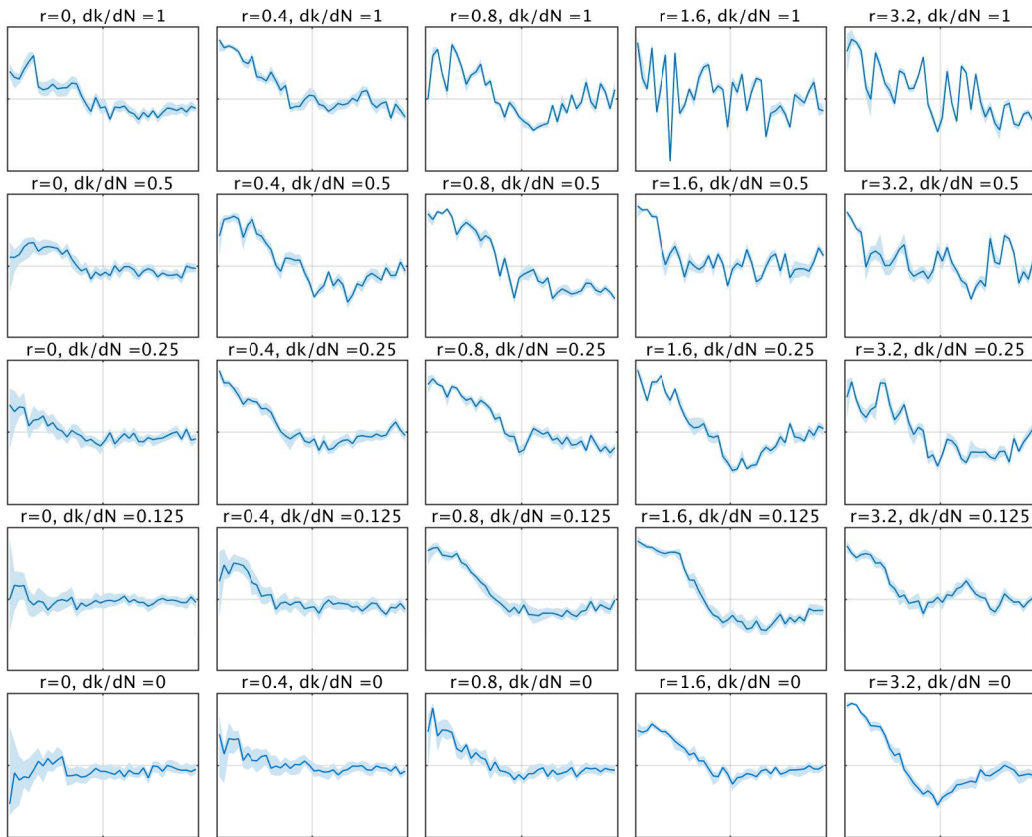 r=0, dk/dN =1
r=0.4, dk/dN =1
r=0.8, dk/dN =1
r=1.6, dk/dN =1
r=3.2, dk/dN =1
r=0, dk/dN =0.5
r=0.4, dk/dN =0.5
r=0.8, dk/dN =0.5
r=1.6, dk/dN =0.5
r=3.2, dk/dN =0.5
r=0, dk/dN =0.25
r=0.4, dk/dN =0.25
r=0.8, dk/dN =0.25
r=1.6, dk/dN =0.25
r=3.2, dk/dN =0.25
r=0, dk/dN =0.125
r=0.4, dk/dN =0.125
r=0.8, dk/dN =0.125
r=1.6, dk/dN =0.125
r=3.2, dk/dN =0.125
r=0, dk/dN =0
r=0.4, dk/dN =0
r=0.8, dk/dN =0
r=1.6, dk/dN =0
r=3.2, dk/dN =0